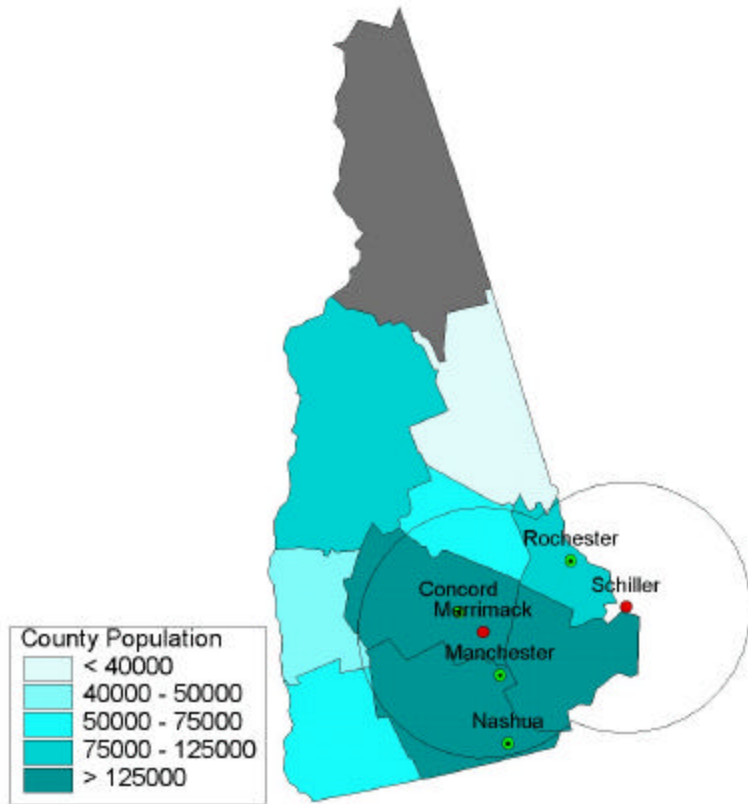 Rochester
Schiller
Concord
Merrimack
Manchester
Nashua
County Population
< 40000
40000 - 50000
50000 - 75000
75000 - 125000
> 125000